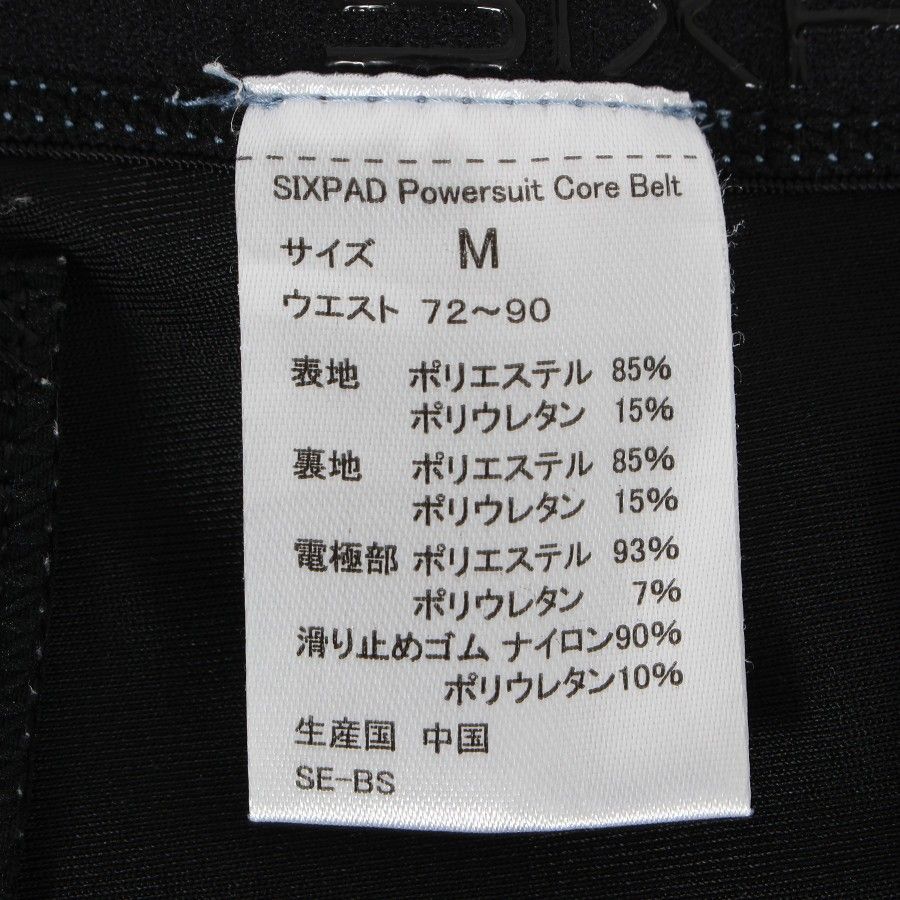 SIXP
SIXPAD Powersuit Core Belt
サイズ M
ウエスト 72～90
表地 ポリエステル 85%
ポリウレタン 15%
裏地 ポリエステル 85%
ポリウレタン 15%
電極部 ポリエステル 93%
ポリウレタン 7%
滑り止めゴム ナイロン90%
ポリウレタン10%
生産国 中国
SE-BS